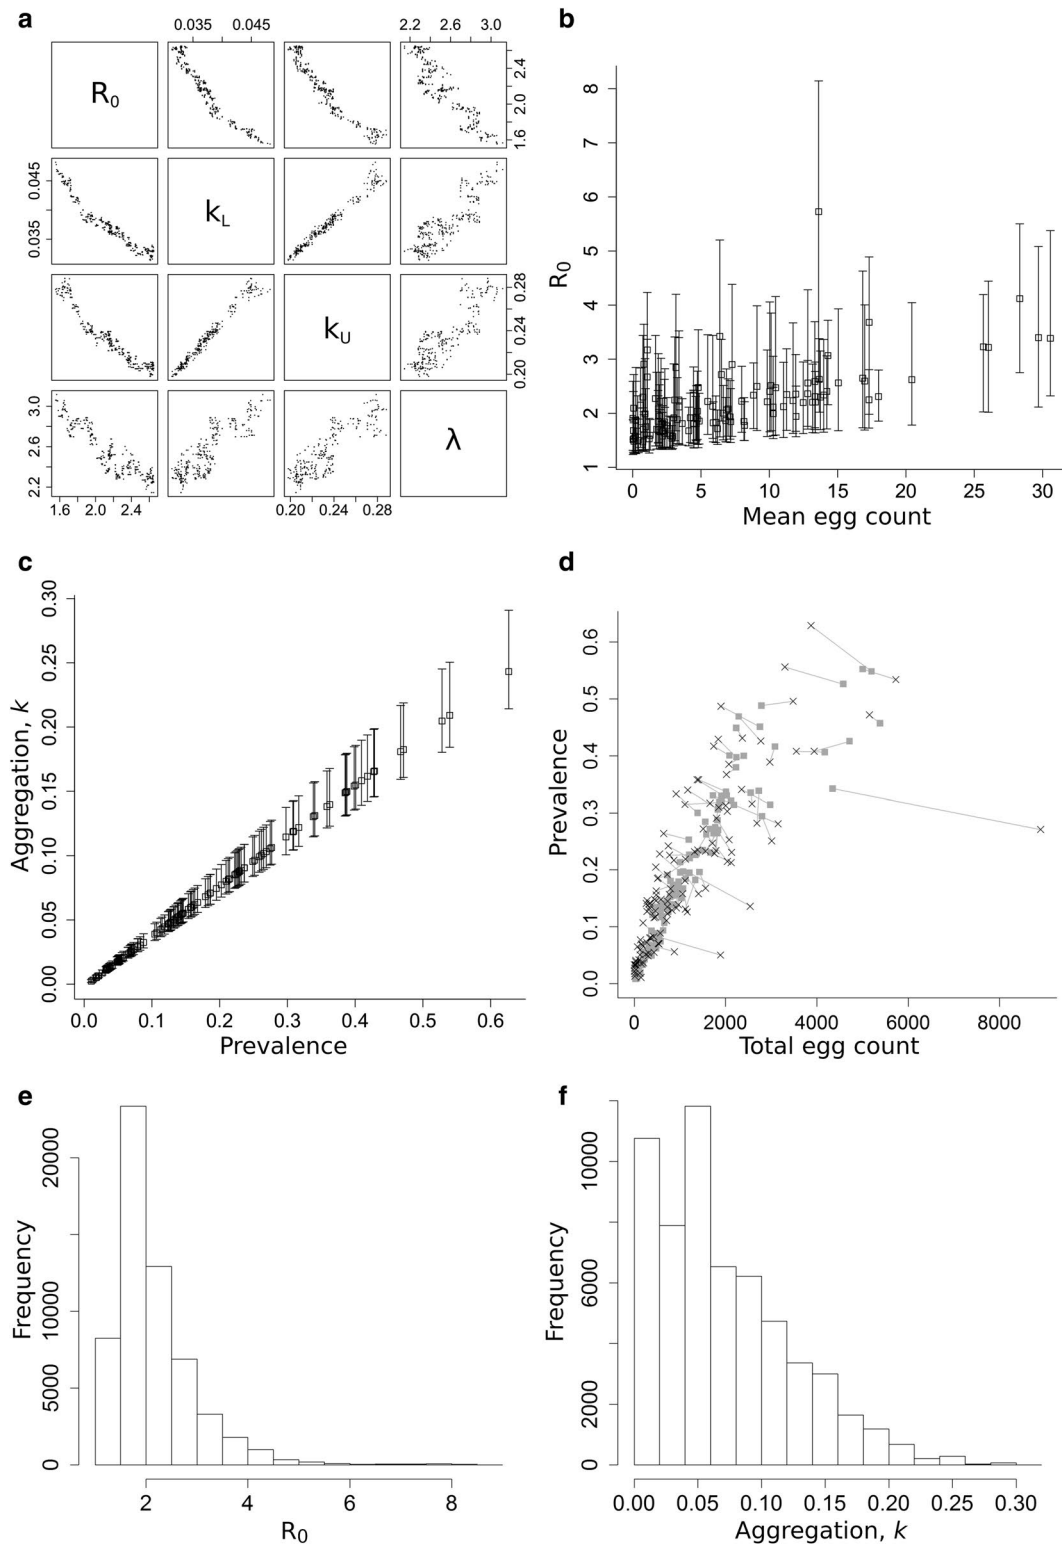 a
0.035 0.045
2.2 2.6 3.0
R0
2.4
2.0
1.6
0.045
0.035
kL
kU
0.28
0.24
0.20
3.0
2.6
2.2
λ
1.6 2.0 2.4
0.20 0.24 0.28
b
8
7
6
5
4
3
2
1
R0
0 5 10 15 20 25 30
Mean egg count
c
0.30
0.25
0.20
0.15
0.10
0.05
0.00
Aggregation, k
0.0 0.1 0.2 0.3 0.4 0.5 0.6
Prevalence
d
0.6
0.5
0.4
0.3
0.2
0.1
0.0
Prevalence
0 2000 4000 6000 8000
Total egg count
e
20000
10000
5000
0
Frequency
2 4 6 8
R0
f
10000
6000
2000
0
Frequency
0.00 0.05 0.10 0.15 0.20 0.25 0.30
Aggregation, k